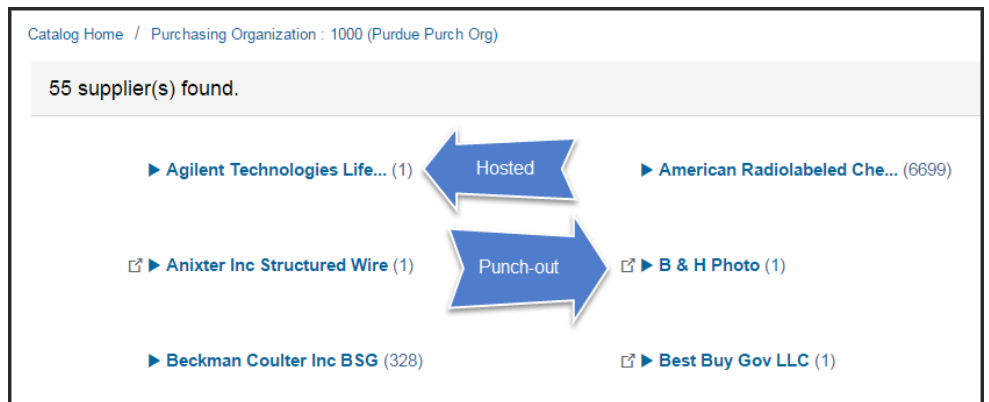 Catalog Home / Purchasing Organization : 1000 (Purdue Purch Org)
55 supplier(s) found.
Agilent Technologies Life... (1)
Hosted
American Radiolabeled Che... (6699)
Anixter Inc Structured Wire (1)
Punch-out
B & H Photo (1)
Beckman Coulter Inc BSG (328)
Best Buy Gov LLC (1)